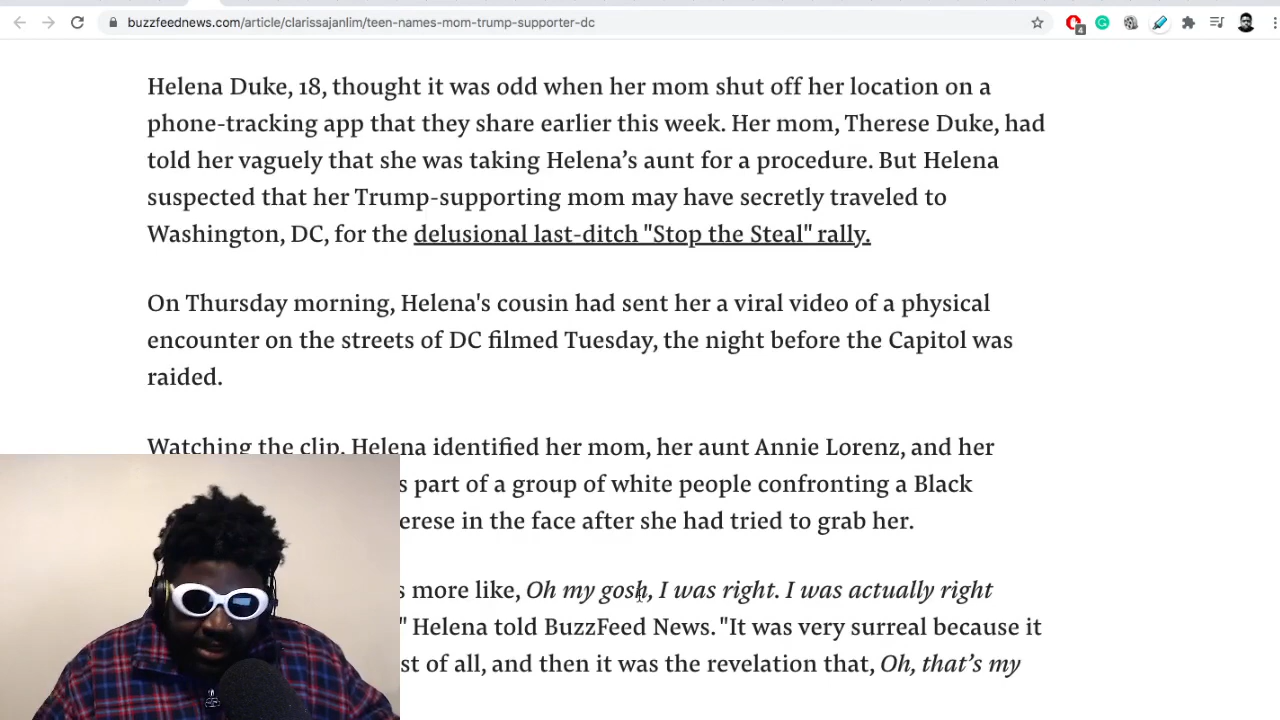 buzzfeednews.com/article/clarissajanlim/teen-names-mom-trump-supporter-dc
4
Helena Duke, 18, thought it was odd when her mom shut off her location on a
phone-tracking app that they share earlier this week. Her mom, Therese Duke, had
told her vaguely that she was taking Helena’s aunt for a procedure. But Helena
suspected that her Trump-supporting mom may have secretly traveled to
Washington, DC, for the delusional last-ditch "Stop the Steal" rally.
On Thursday morning, Helena's cousin had sent her a viral video of a physical
encounter on the streets of DC filmed Tuesday, the night before the Capitol was
raided.
Watching the clip, Helena identified her mom, her aunt Annie Lorenz, and her
s part of a group of white people confronting a Black
erese in the face after she had tried to grab her.
s more like, Oh my gosh, I was right. I was actually right
" Helena told BuzzFeed News. "It was very surreal because it
st of all, and then it was the revelation that, Oh, that’s my